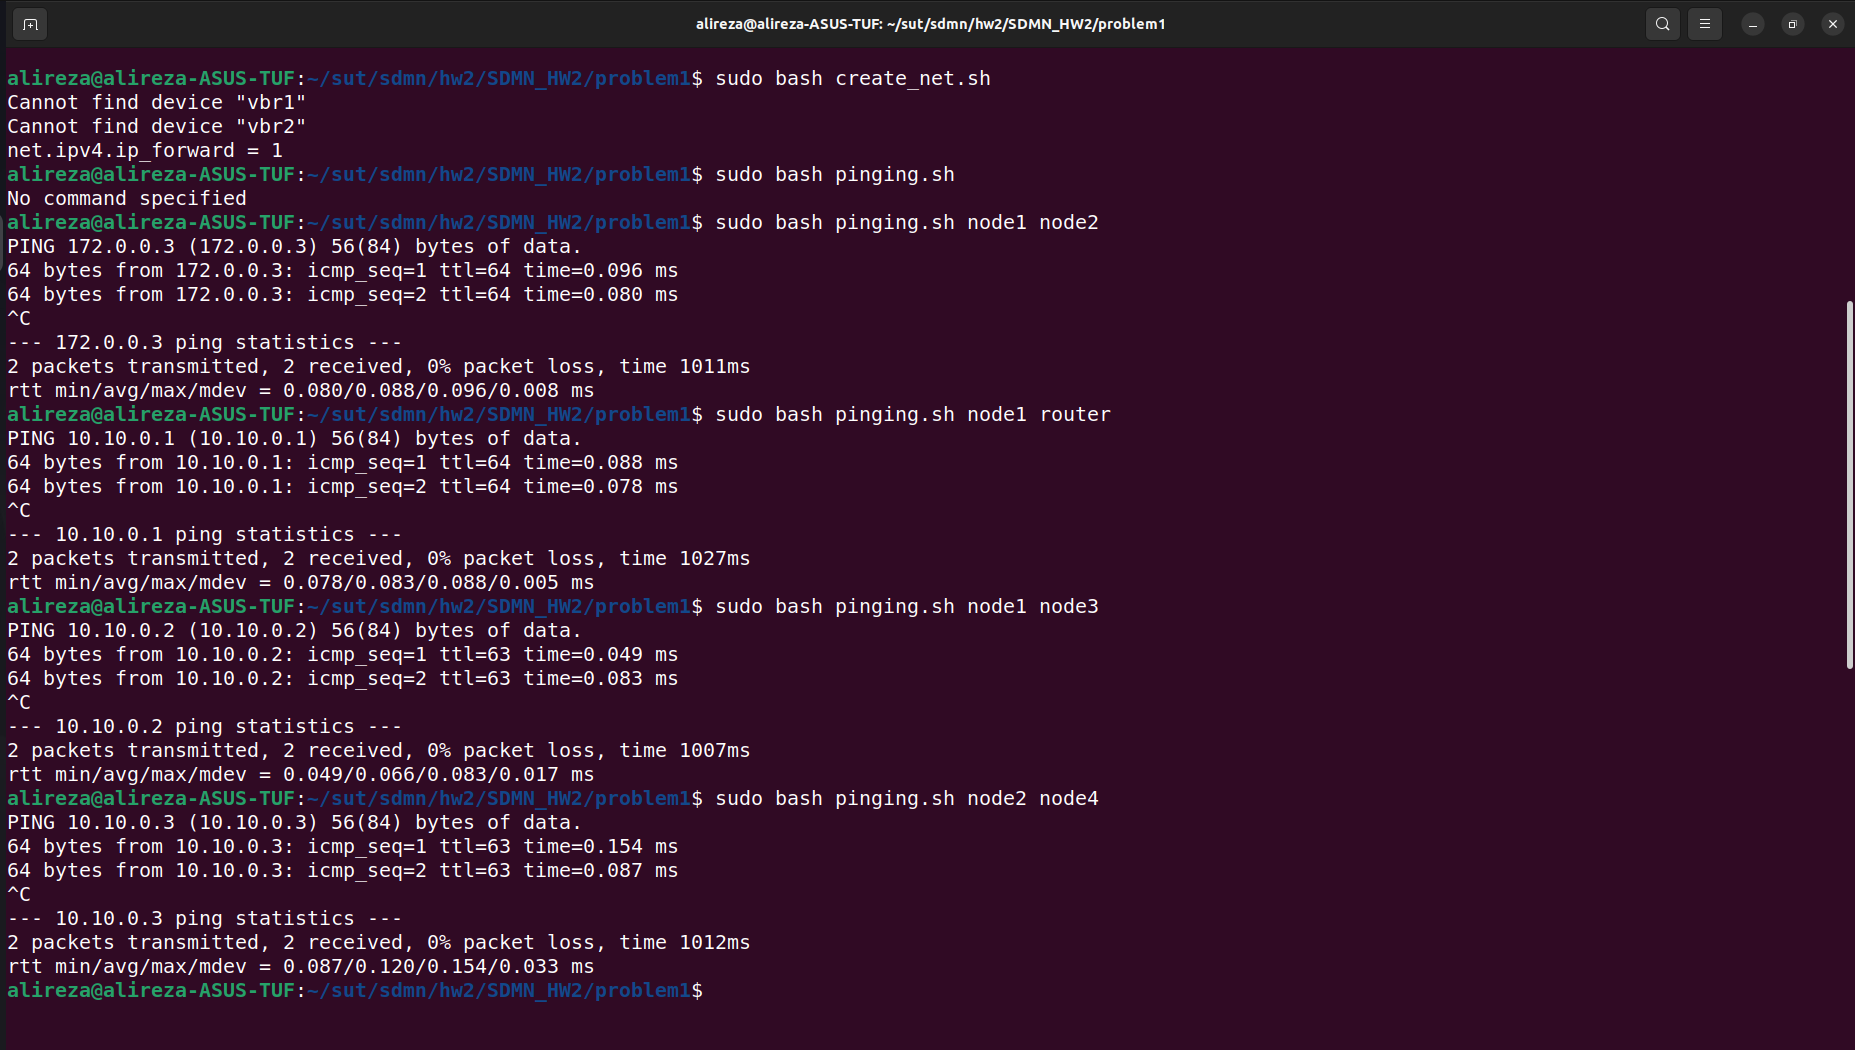 alireza@alireza-ASUS-TUF: ~/sut/sdmn/hw2/SDMN_HW2/problem1
alireza@alireza-ASUS-TUF:~/sut/sdmn/hw2/SDMN_HW2/problem1$ sudo bash create_net.sh
Cannot find device "vbr1"
Cannot find device "vbr2"
net.ipv4.ip_forward = 1
alireza@alireza-ASUS-TUF:~/sut/sdmn/hw2/SDMN_HW2/problem1$ sudo bash pinging.sh
No command specified
alireza@alireza-ASUS-TUF:~/sut/sdmn/hw2/SDMN_HW2/problem1$ sudo bash pinging.sh node1 node2
PING 172.0.0.3 (172.0.0.3) 56(84) bytes of data.
64 bytes from 172.0.0.3: icmp_seq=1 ttl=64 time=0.096 ms
64 bytes from 172.0.0.3: icmp_seq=2 ttl=64 time=0.080 ms
^C
--- 172.0.0.3 ping statistics ---
2 packets transmitted, 2 received, 0% packet loss, time 1011ms
rtt min/avg/max/mdev = 0.080/0.088/0.096/0.008 ms
alireza@alireza-ASUS-TUF:~/sut/sdmn/hw2/SDMN_HW2/problem1$ sudo bash pinging.sh node1 router
PING 10.10.0.1 (10.10.0.1) 56(84) bytes of data.
64 bytes from 10.10.0.1: icmp_seq=1 ttl=64 time=0.088 ms
64 bytes from 10.10.0.1: icmp_seq=2 ttl=64 time=0.078 ms
^C
--- 10.10.0.1 ping statistics ---
2 packets transmitted, 2 received, 0% packet loss, time 1027ms
rtt min/avg/max/mdev = 0.078/0.083/0.088/0.005 ms
alireza@alireza-ASUS-TUF:~/sut/sdmn/hw2/SDMN_HW2/problem1$ sudo bash pinging.sh node1 node3
PING 10.10.0.2 (10.10.0.2) 56(84) bytes of data.
64 bytes from 10.10.0.2: icmp_seq=1 ttl=63 time=0.049 ms
64 bytes from 10.10.0.2: icmp_seq=2 ttl=63 time=0.083 ms
^C
--- 10.10.0.2 ping statistics ---
2 packets transmitted, 2 received, 0% packet loss, time 1007ms
rtt min/avg/max/mdev = 0.049/0.066/0.083/0.017 ms
alireza@alireza-ASUS-TUF:~/sut/sdmn/hw2/SDMN_HW2/problem1$ sudo bash pinging.sh node2 node4
PING 10.10.0.3 (10.10.0.3) 56(84) bytes of data.
64 bytes from 10.10.0.3: icmp_seq=1 ttl=63 time=0.154 ms
64 bytes from 10.10.0.3: icmp_seq=2 ttl=63 time=0.087 ms
^C
--- 10.10.0.3 ping statistics ---
2 packets transmitted, 2 received, 0% packet loss, time 1012ms
rtt min/avg/max/mdev = 0.087/0.120/0.154/0.033 ms
alireza@alireza-ASUS-TUF:~/sut/sdmn/hw2/SDMN_HW2/problem1$